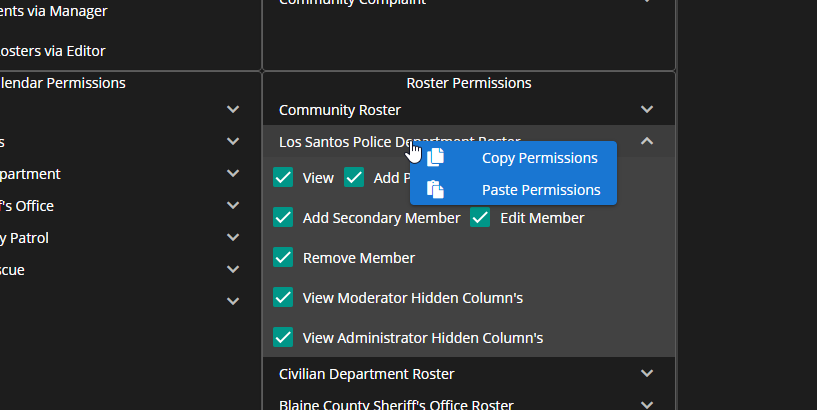 Community Complaint
ents via Manager
osters via Editor
lendar Permissions
Roster Permissions
Community Roster
s
Los Santos Police Department Roster
Copy Permissions
partment
View
Add P
Paste Permissions
f's Office
Add Secondary Member
Edit Member
y Patrol
Remove Member
scue
View Moderator Hidden Column's
View Administrator Hidden Column's
Civilian Department Roster
Blaine County Sheriff's Office Roster